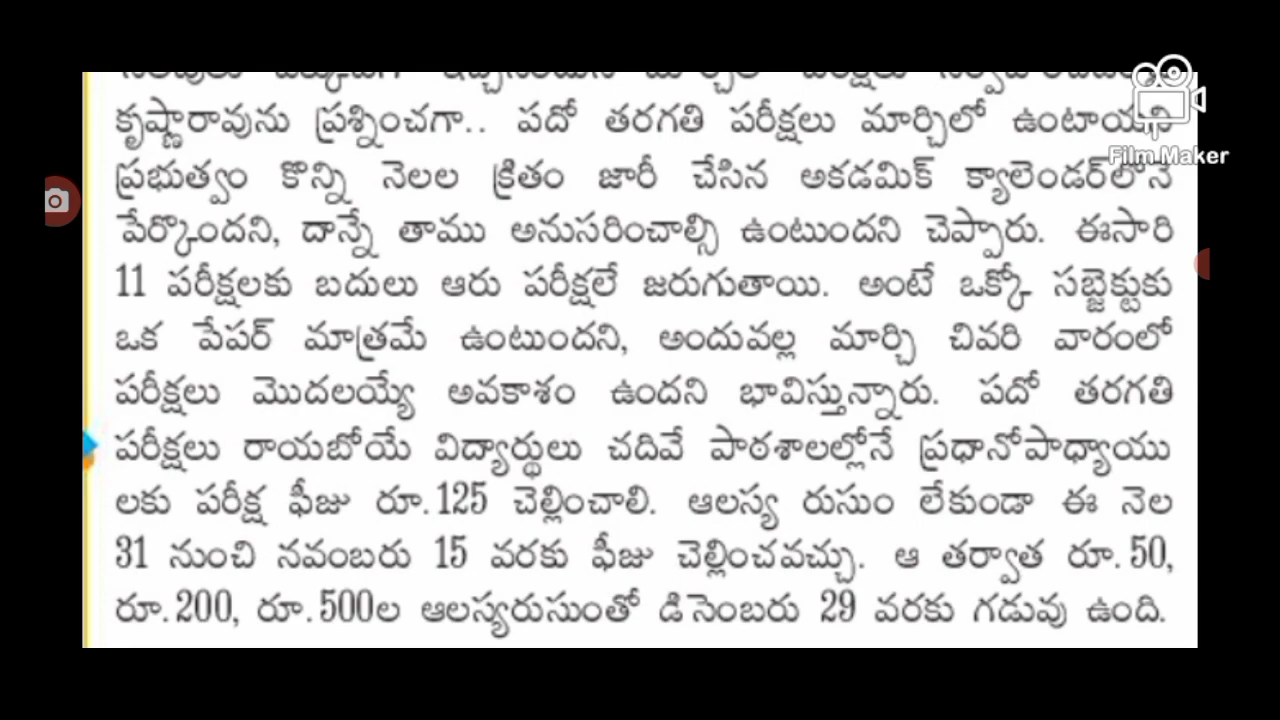 కృష్ణారావును ప్రశ్నించగా.. పదో తరగతి పరీక్షలు మార్చిలో ఉంటాయని
Film Maker
ప్రభుత్వం కొన్ని నెలల క్రితం జారీ చేసిన అకడమిక్ క్యాలెండర్‌లోనే
పేర్కొందని, దాన్నే తాము అనుసరించాల్సి ఉంటుందని చెప్పారు. ఈసారి
11 పరీక్షలకు బదులు ఆరు పరీక్షలే జరుగుతాయి. అంటే ఒక్కో సబ్జెక్టుకు
ఒక పేపర్ మాత్రమే ఉంటుందని, అందువల్ల మార్చి చివరి వారంలో
పరీక్షలు మొదలయ్యే అవకాశం ఉందని భావిస్తున్నారు. పదో తరగతి
పరీక్షలు రాయబోయే విద్యార్థులు చదివే పాఠశాలల్లోనే ప్రధానోపాధ్యాయు
లకు పరీక్ష ఫీజు రూ.125 చెల్లించాలి. ఆలస్య రుసుం లేకుండా ఈ నెల
31 నుంచి నవంబరు 15 వరకు ఫీజు చెల్లించవచ్చు. ఆ తర్వాత రూ.50,
రూ.200, రూ.500ల ఆలస్యరుసుంతో డిసెంబరు 29 వరకు గడువు ఉంది.